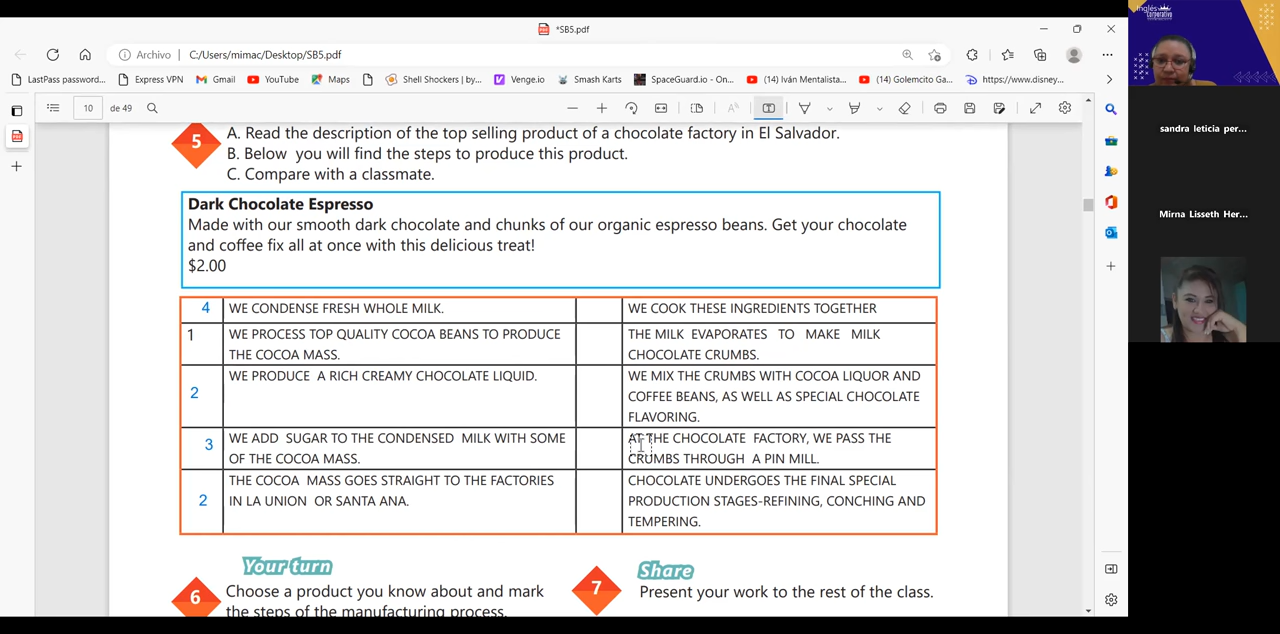 *SB5.pdf
Archivo
C:/Users/mimac/Desktop/SB5.pdf
LastPass password...
Express VPN
Gmail
YouTube
Maps
Shell Shockers | by...
Venge.io
Smash Karts
SpaceGuard.io - On...
(14) Iván Mentalista...
(14) Golemcito Ga...
https://www.disney...
10
de 49
5
A. Read the description of the top selling product of a chocolate factory in El Salvador.
B. Below you will find the steps to produce this product.
C. Compare with a classmate.
Dark Chocolate Espresso
Made with our smooth dark chocolate and chunks of our organic espresso beans. Get your chocolate
and coffee fix all at once with this delicious treat!
$2.00
4
WE CONDENSE FRESH WHOLE MILK.
WE COOK THESE INGREDIENTS TOGETHER
1
WE PROCESS TOP QUALITY COCOA BEANS TO PRODUCE
THE COCOA MASS.
THE MILK EVAPORATES TO MAKE MILK
CHOCOLATE CRUMBS.
2
WE PRODUCE A RICH CREAMY CHOCOLATE LIQUID.
WE MIX THE CRUMBS WITH COCOA LIQUOR AND
COFFEE BEANS, AS WELL AS SPECIAL CHOCOLATE
FLAVORING.
3
WE ADD SUGAR TO THE CONDENSED MILK WITH SOME
OF THE COCOA MASS.
AT THE CHOCOLATE FACTORY, WE PASS THE
CRUMBS THROUGH A PIN MILL.
2
THE COCOA MASS GOES STRAIGHT TO THE FACTORIES
IN LA UNION OR SANTA ANA.
CHOCOLATE UNDERGOES THE FINAL SPECIAL
PRODUCTION STAGES-REFINING, CONCHING AND
TEMPERING.
Your turn
6
Choose a product you know about and mark
the steps of the manufacturing process.
Share
7
Present your work to the rest of the class.
Inglés
Corporativo
sandra leticia per...
Mirna Lisseth Her...